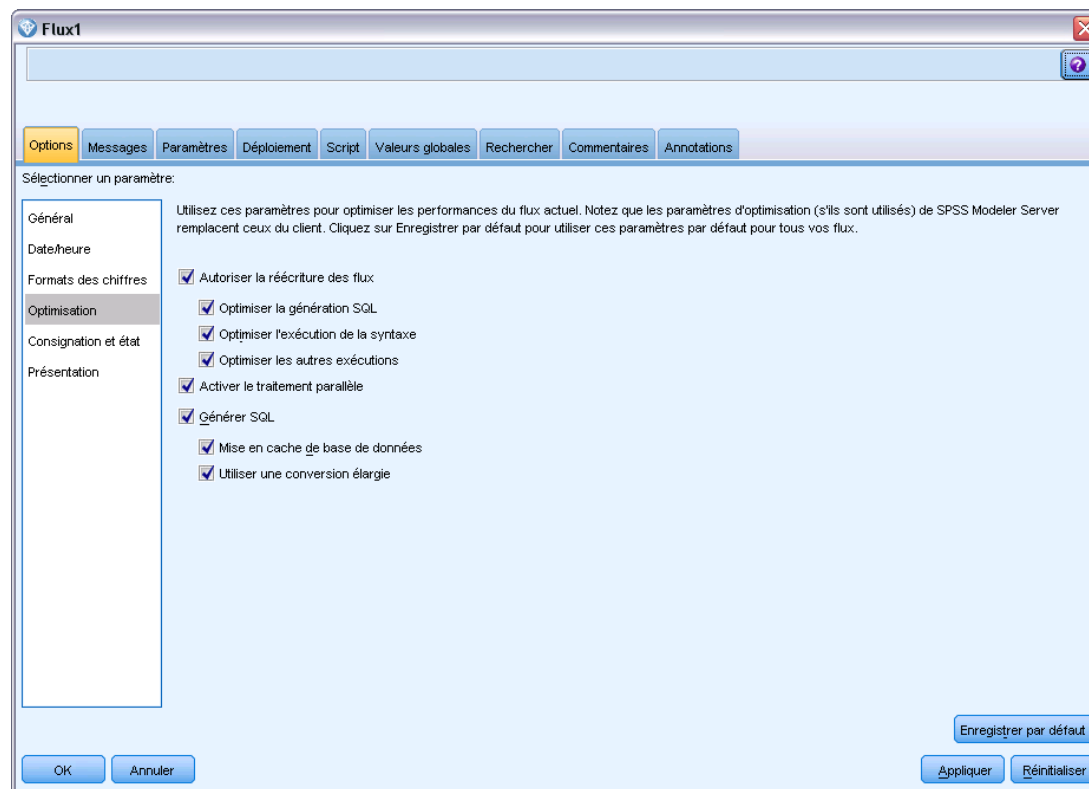 Flux1
Options Messages Paramètres Déploiement Script Valeurs globales Rechercher Commentaires Annotations
Sélectionner un paramètre:
Général
Date/heure
Formats des chiffres
Optimisation
Consignation et état
Présentation
Utilisez ces paramètres pour optimiser les performances du flux actuel. Notez que les paramètres d'optimisation (s'ils sont utilisés) de SPSS Modeler Server
remplacent ceux du client. Cliquez sur Enregistrer par défaut pour utiliser ces paramètres par défaut pour tous vos flux.
Autoriser la réécriture des flux
Optimiser la génération SQL
Optimiser l'exécution de la syntaxe
Optimiser les autres exécutions
Activer le traitement parallèle
Générer SQL
Mise en cache de base de données
Utiliser une conversion élargie
Enregistrer par défaut
OK Annuler Appliquer Réinitialiser